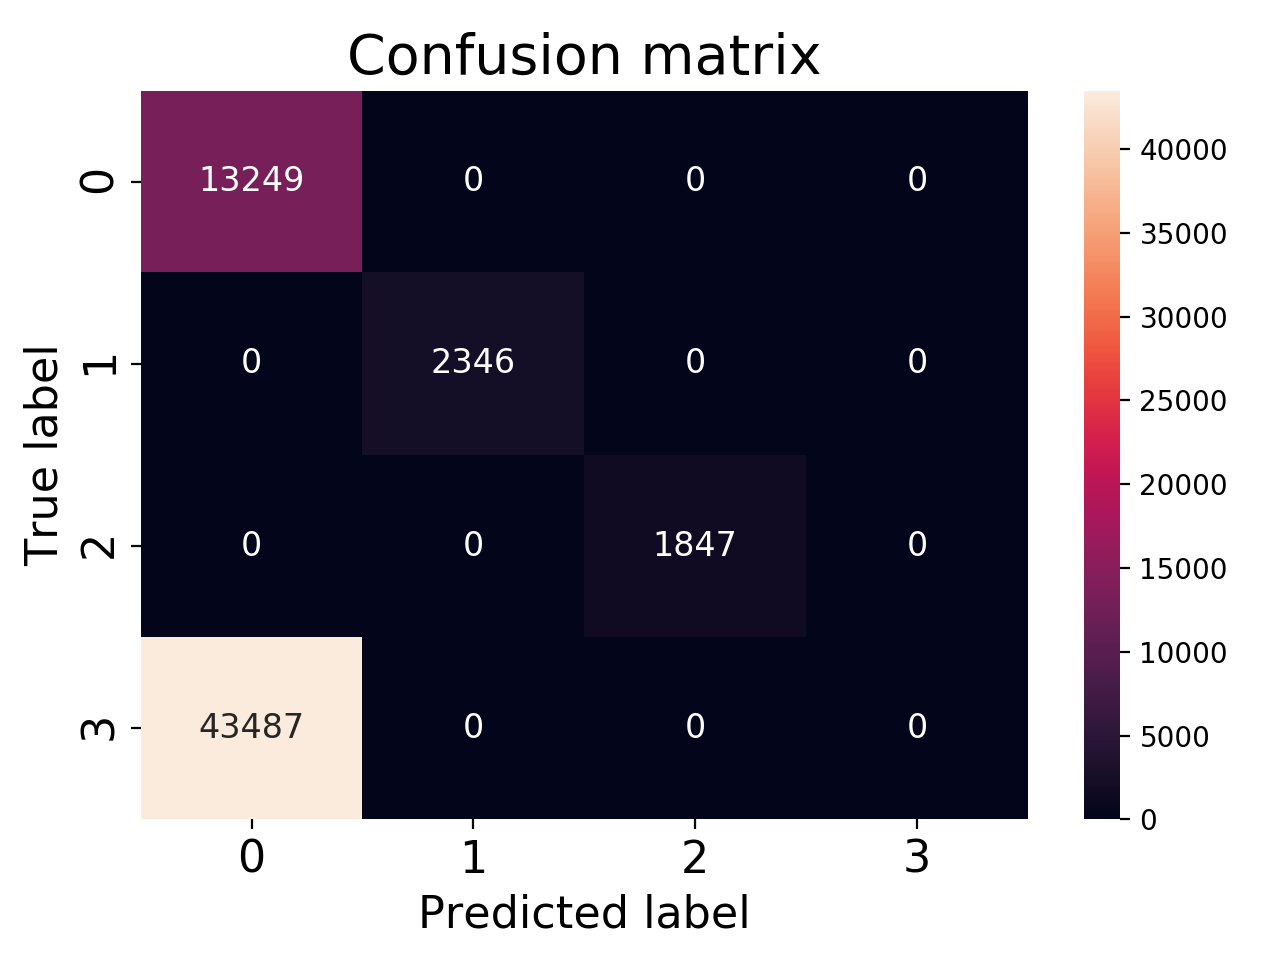 Confusion matrix
0 13249 0 0 0
1 0 2346 0 0
2 0 0 1847 0
3 43487 0 0 0
0 1 2 3
True label
Predicted label
40000
35000
30000
25000
20000
15000
10000
5000
0